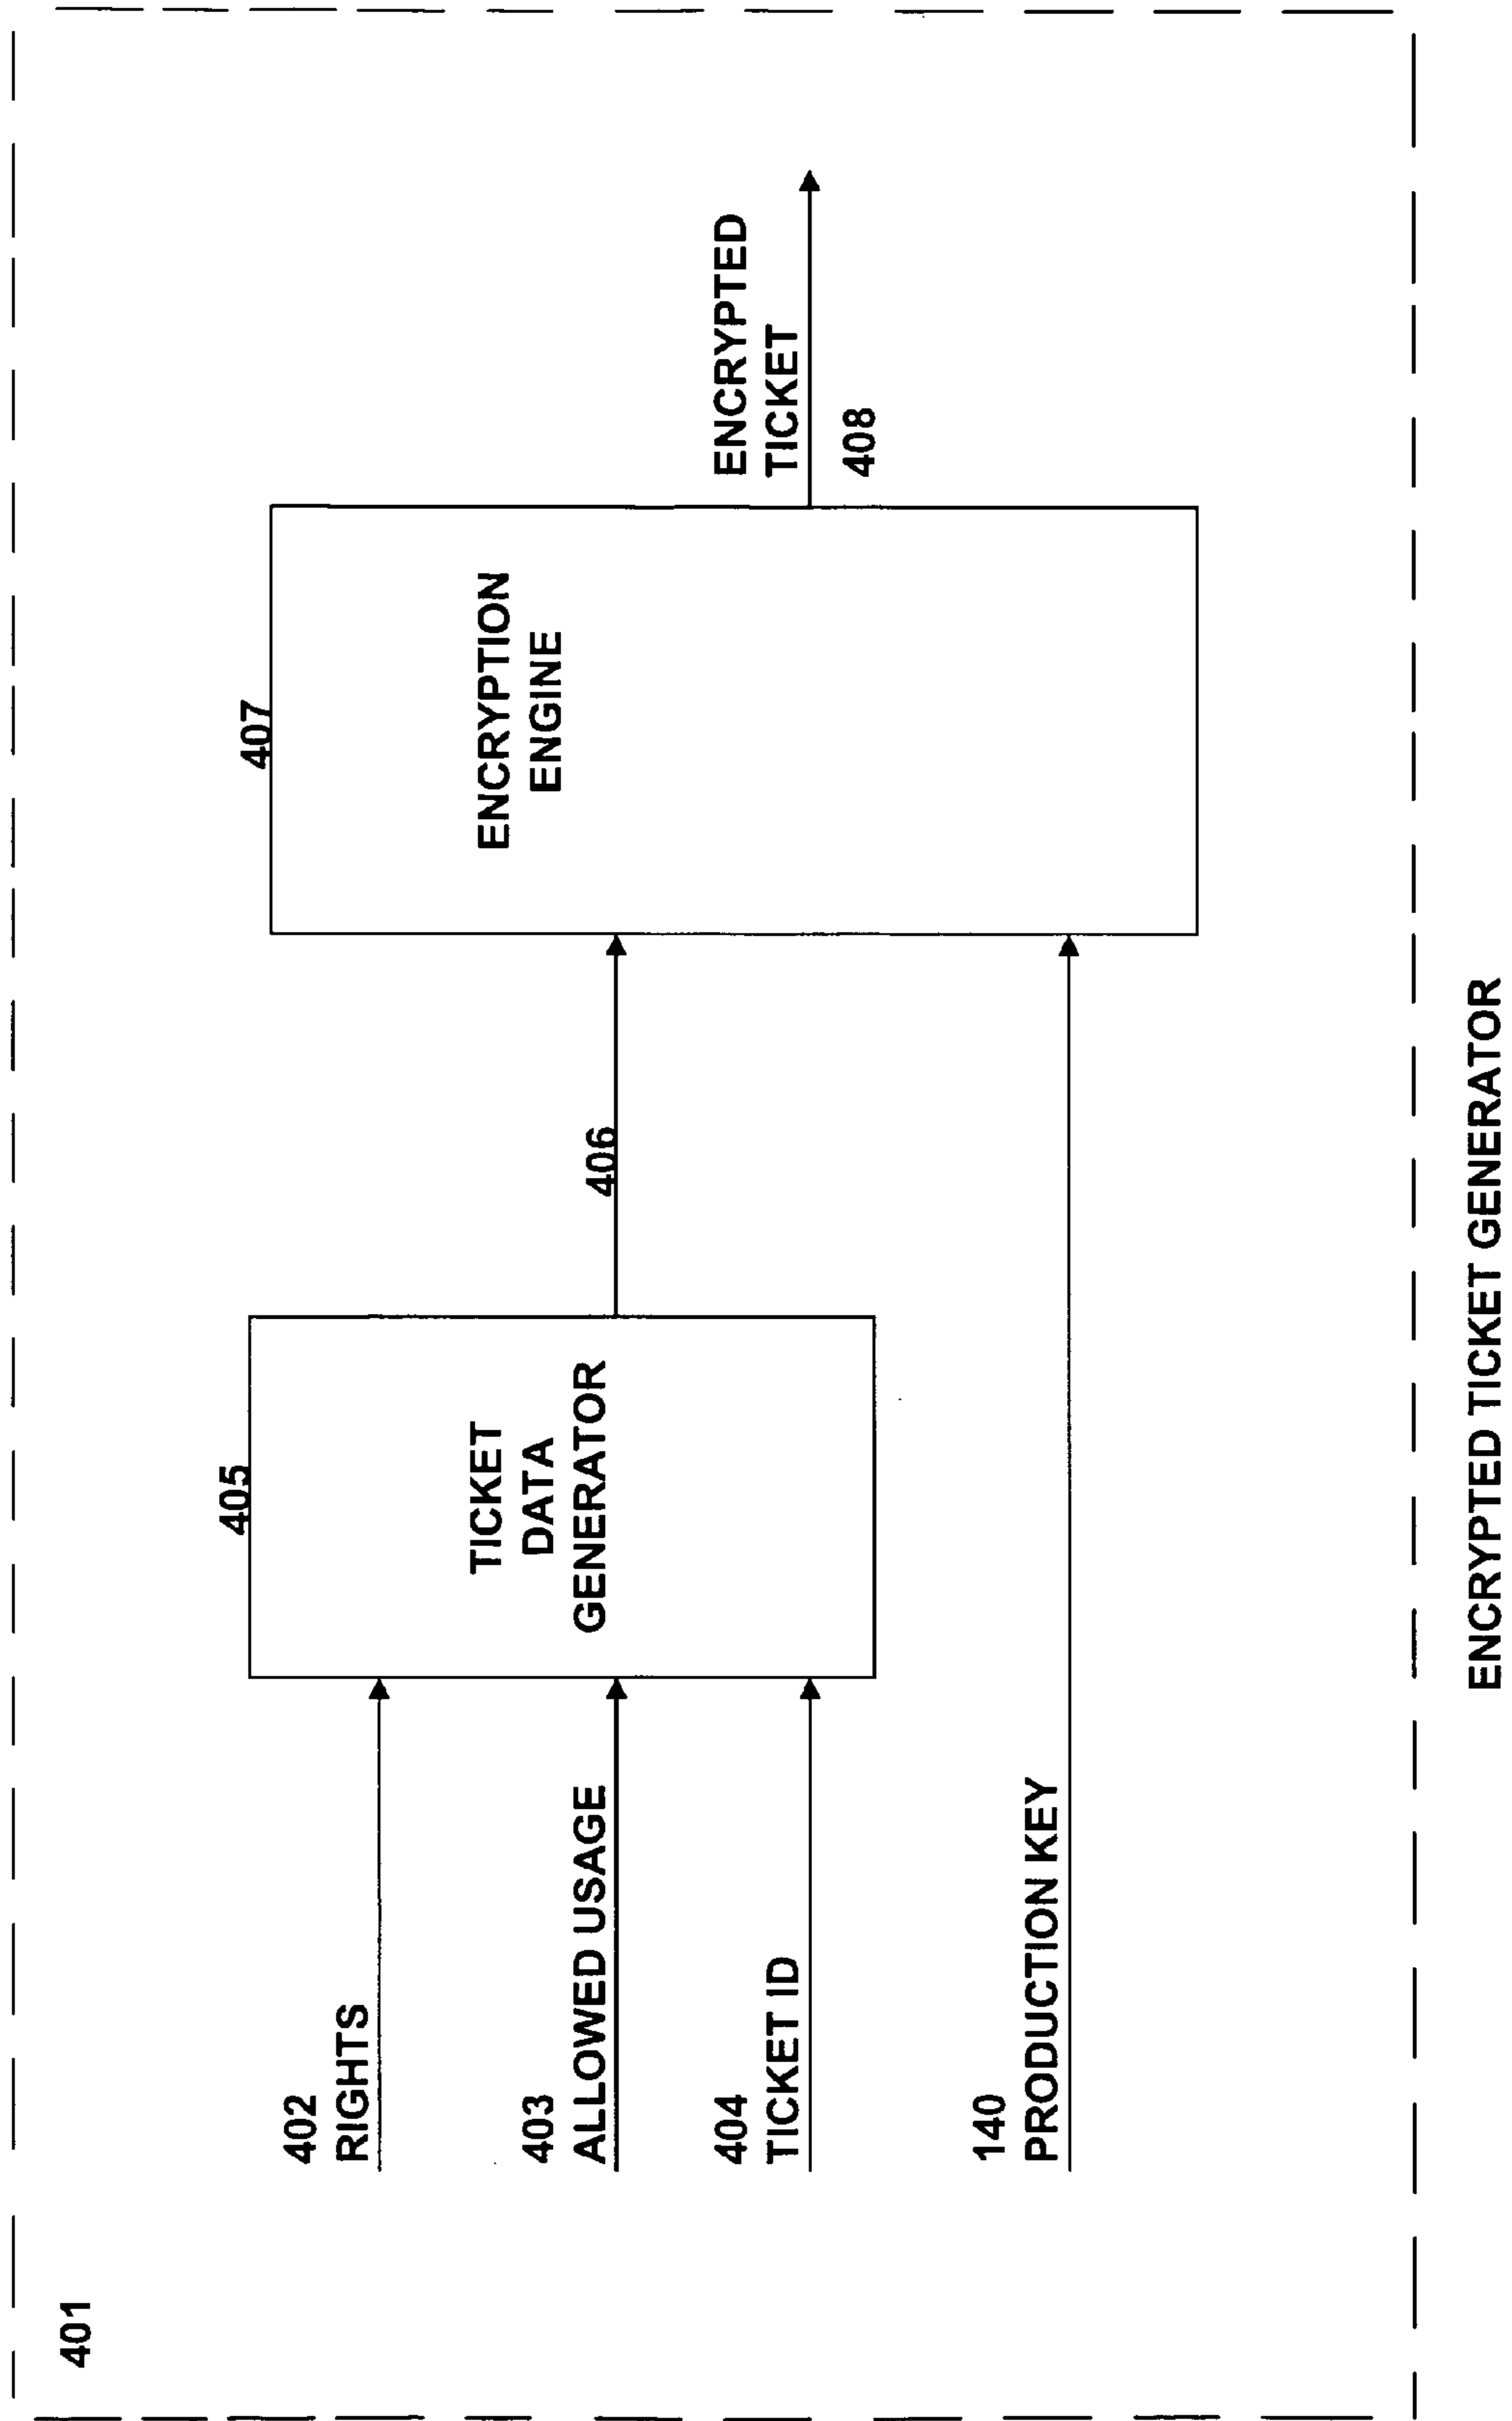 401
402
RIGHTS
403
ALLOWED USAGE
404
TICKET ID
140
PRODUCTION KEY
405
TICKET
DATA
GENERATOR
406
407
ENCRYPTION
ENGINE
ENCRYPTED
TICKET
408
ENCRYPTED TICKET GENERATOR